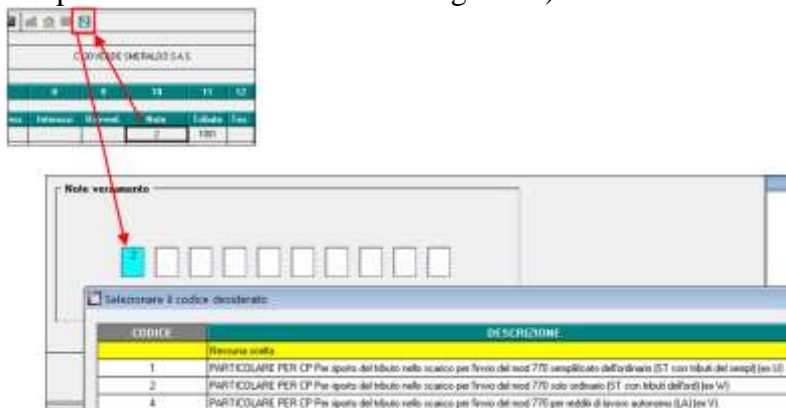 VERDE SMERALDO S.A.S.
8 9 10 11 12
Interessi Note Tributo
2 1001
Note versamento
2
Selezionare il codice desiderato
CODICE DESCRIZIONE
Nessuna scelta
1 PARTICOLARE PER CP Per riporto del tributo nello scarico per l'invio del mod 770 semplificato dell'ordinario (ST con tributi del sempl) (ex U)
2 PARTICOLARE PER CP Per riporto del tributo nello scarico per l'invio del mod 770 solo ordinario (ST con tributi dell'ord) (ex W)
4 PARTICOLARE PER CP Per riporto del tributo nello scarico per l'invio del mod 770 per redditi di lavoro autonomo (LA) (ex V)